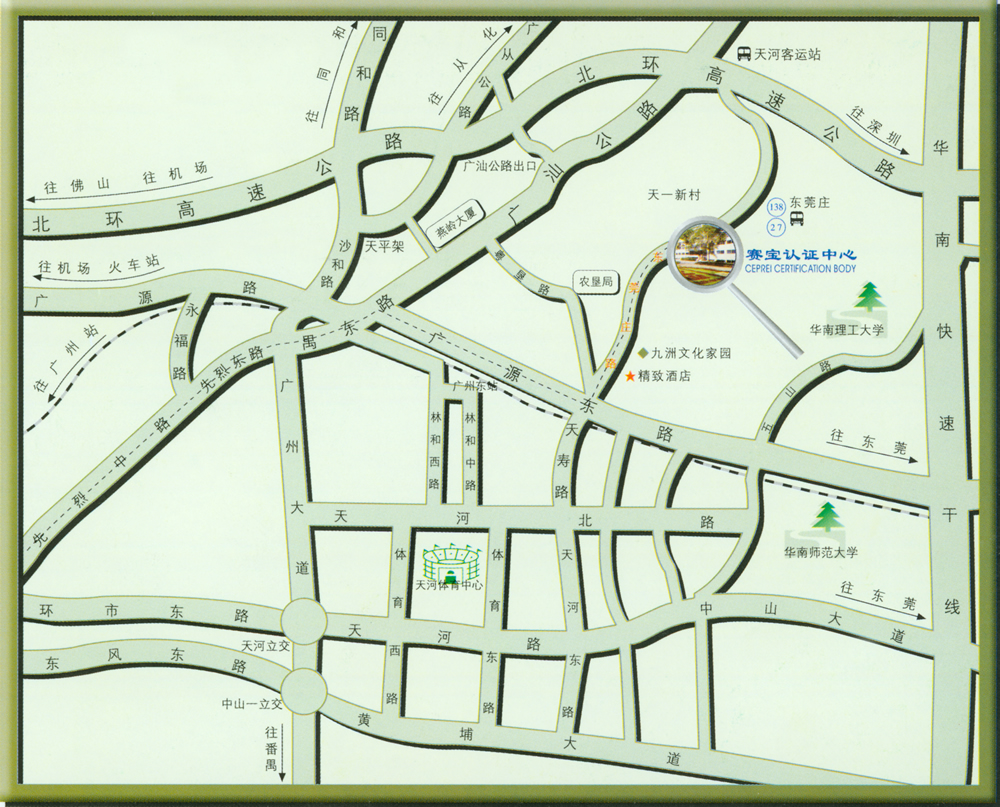 同和路
往同和
往从化
广从公路
北环高速公路
天河客运站
往深圳
华南快速干线
往佛山 往机场
北环高速公路
广汕公路出口
广汕公路
天一新村
138
27
东莞庄
燕岭大厦
天平架
沙和路
赛宝认证中心
CEPREI CERTIFICATION BODY
往机场 火车站
广源路
农垦局
东莞庄路
华南理工大学
往广州站
永福路
先烈东路
禺东路
广源东路
九洲文化家园
精致酒店
五山路
广州东站
林和西路
林和中路
天寿路
往东莞
先烈中路
广州大道
天河北路
体育西路
天河体育中心
体育东路
天河东路
华南师范大学
往东莞
环市东路
天河路
中山大道
天河立交
东风东路
中山一立交
黄埔大道
往番禺